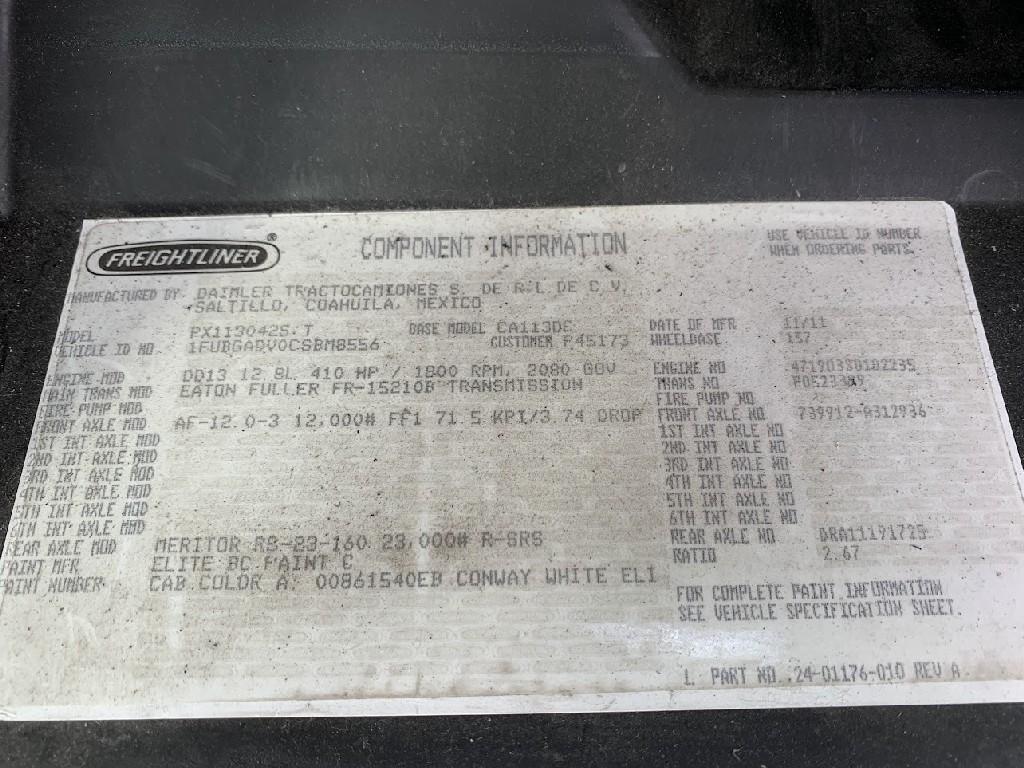 FREIGHTLINER®
COMPONENT INFORMATION
USE VEHICLE ID NUMBER
WHEN ORDERING PARTS.
MANUFACTURED BY DAIMLER TRACTOCAMIONES S. DE R.L DE C.V.
SALTILLO, COAHUILA, MEXICO
MODEL PX113042S.T BASE MODEL CA113DC DATE OF MFR 11/11
VEHICLE ID NO. 1FUBGADV0CSBM8556 CUSTOMER P45173 WHEELBASE 157
ENGINE MOD DD13 12.8L 410 HP / 1800 RPM, 2080 GOV ENGINE NO
MAIN TRANS MOD EATON FULLER FR-15210B TRANSMISSION TRANS NO
FIRE PUMP MOD FIRE PUMP NO
FRONT AXLE MOD AF-12.0-3 12,000# FF1 71.5 KPI/3.74 DROP FRONT AXLE NO 739912-A312936
1ST INT AXLE MOD 1ST INT AXLE NO
2ND INT AXLE MOD 2ND INT AXLE NO
3RD INT AXLE MOD 3RD INT AXLE NO
4TH INT AXLE MOD 4TH INT AXLE NO
5TH INT AXLE MOD 5TH INT AXLE NO
6TH INT AXLE MOD 6TH INT AXLE NO
REAR AXLE MOD MERITOR RS-23-160 23,000# R-SRS REAR AXLE NO DRA11191725
PAINT MFR ELITE BC PAINT C RATIO 2.67
PAINT NUMBER CAB COLOR A: 00861540EB CONWAY WHITE ELI
FOR COMPLETE PAINT INFORMATION
SEE VEHICLE SPECIFICATION SHEET.
PART NO. 24-01176-010 REV A